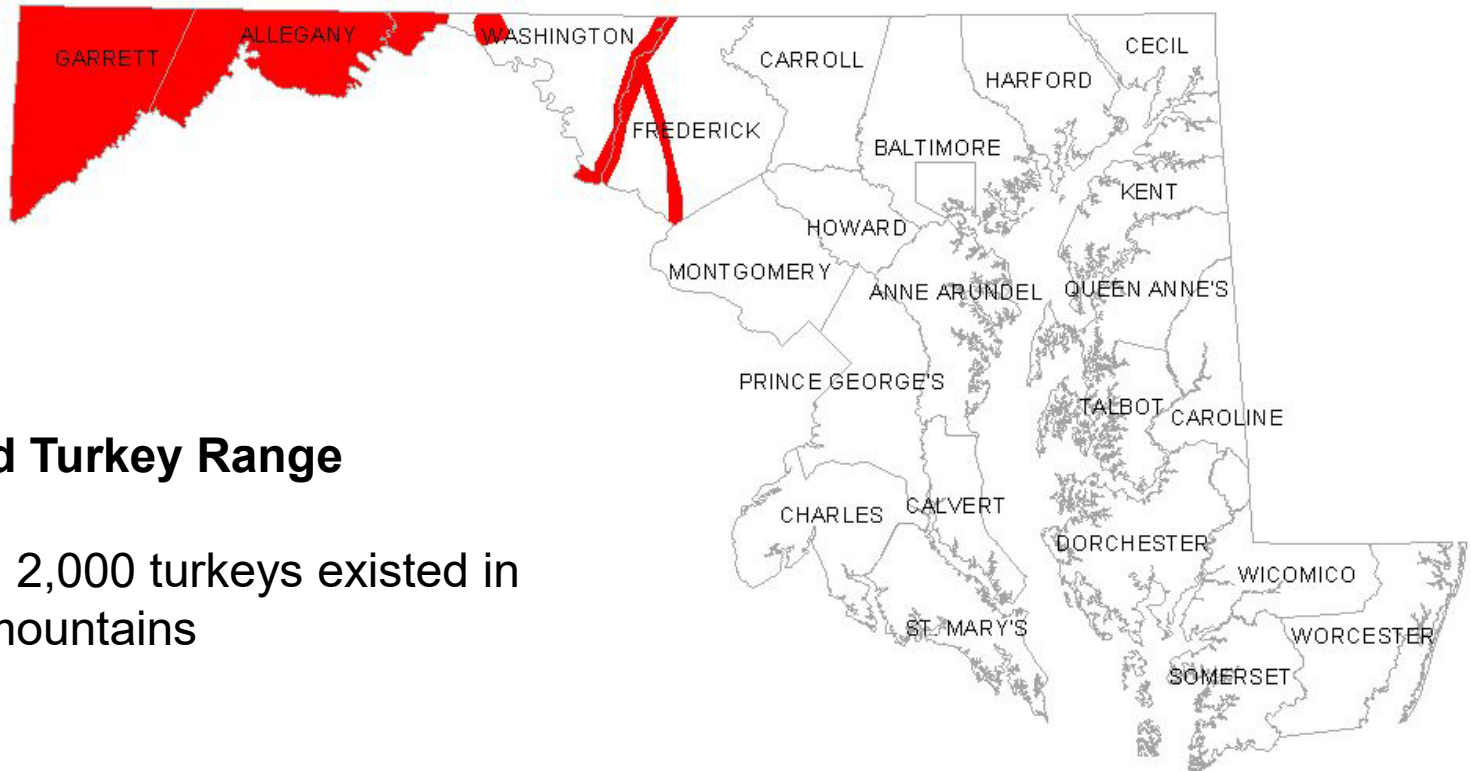 GARRETT
ALLEGANY
WASHINGTON
FREDERICK
CARROLL
BALTIMORE
HARFORD
CECIL
KENT
HOWARD
MONTGOMERY
ANNE ARUNDEL
QUEEN ANNE'S
PRINCE GEORGE'S
TALBOT
CAROLINE
CHARLES
CALVERT
DORCHESTER
WICOMICO
ST. MARY'S
WORCESTER
SOMERSET
Turkey Range
2,000 turkeys existed in